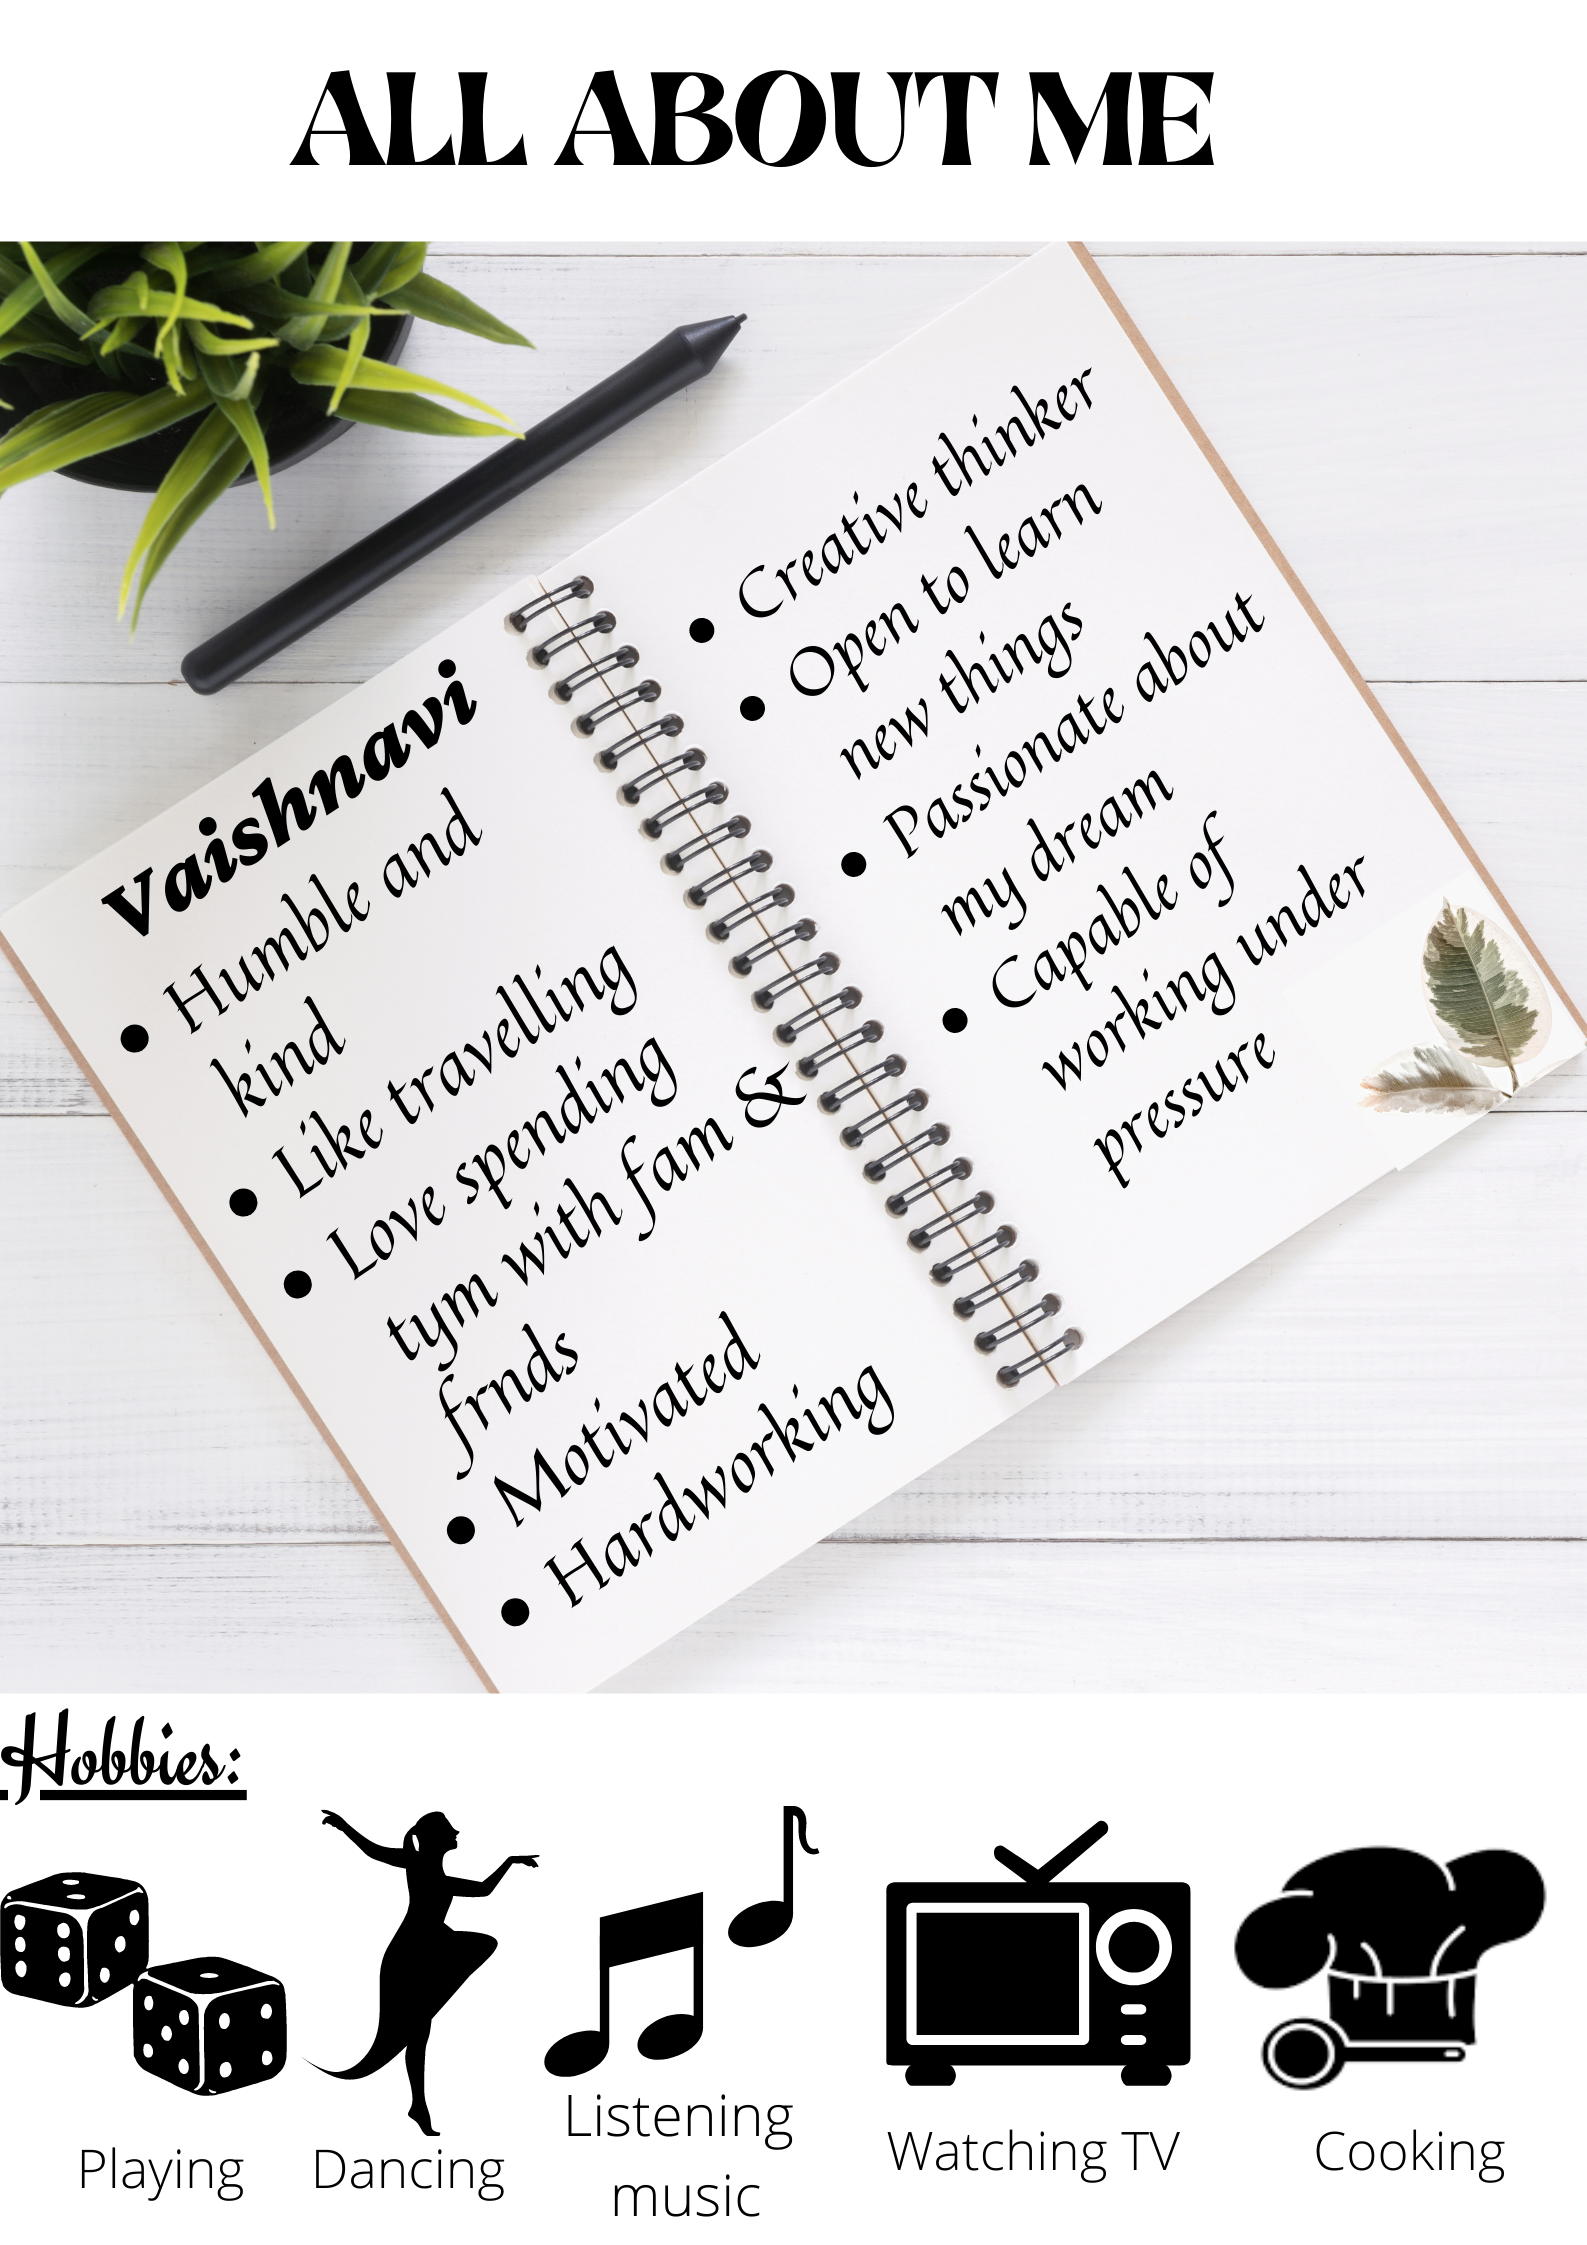 ALL ABOUT ME
Vaishnavi
• Humble and
kind
• Like travelling
• Love spending
tym with fam &
frnds
• Motivated
• Hardworking
• Creative thinker
• Open to learn
new things
• Passionate about
my dream
• Capable of
working under
pressure
Hobbies:
Playing
Dancing
Listening
music
Watching TV
Cooking